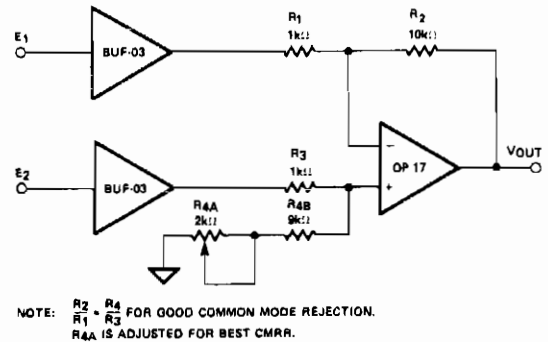 E1
BUF-03
R1
1kΩ
R2
10kΩ
−
OP 17
+
VOUT
E2
BUF-03
R3
1kΩ
R4A
2kΩ
R4B
9kΩ
NOTE: R2/R1 = R4/R3 FOR GOOD COMMON MODE REJECTION.
R4A IS ADJUSTED FOR BEST CMRR.